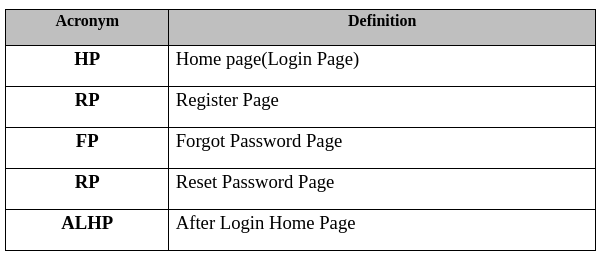 Acronym Definition
HP Home page(Login Page)
RP Register Page
FP Forgot Password Page
RP Reset Password Page
ALHP After Login Home Page